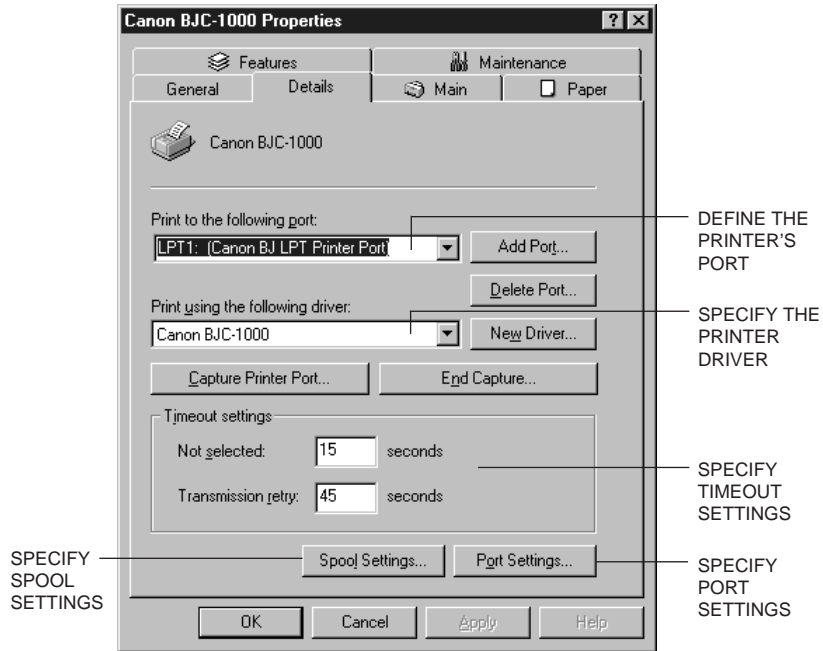 Canon BJC-1000 Properties
Features
Maintenance
General
Details
Main
Paper
Canon BJC-1000
Print to the following port:
LPT1: (Canon BJ LPT Printer Port)
Add Port...
DEFINE THE
PRINTER'S
PORT
Delete Port...
Print using the following driver:
Canon BJC-1000
New Driver...
SPECIFY THE
PRINTER
DRIVER
Capture Printer Port...
End Capture...
Timeout settings
Not selected:
15
seconds
Transmission retry:
45
seconds
SPECIFY
TIMEOUT
SETTINGS
SPECIFY
SPOOL
SETTINGS
Spool Settings...
Port Settings...
SPECIFY
PORT
SETTINGS
OK
Cancel
Apply
Help